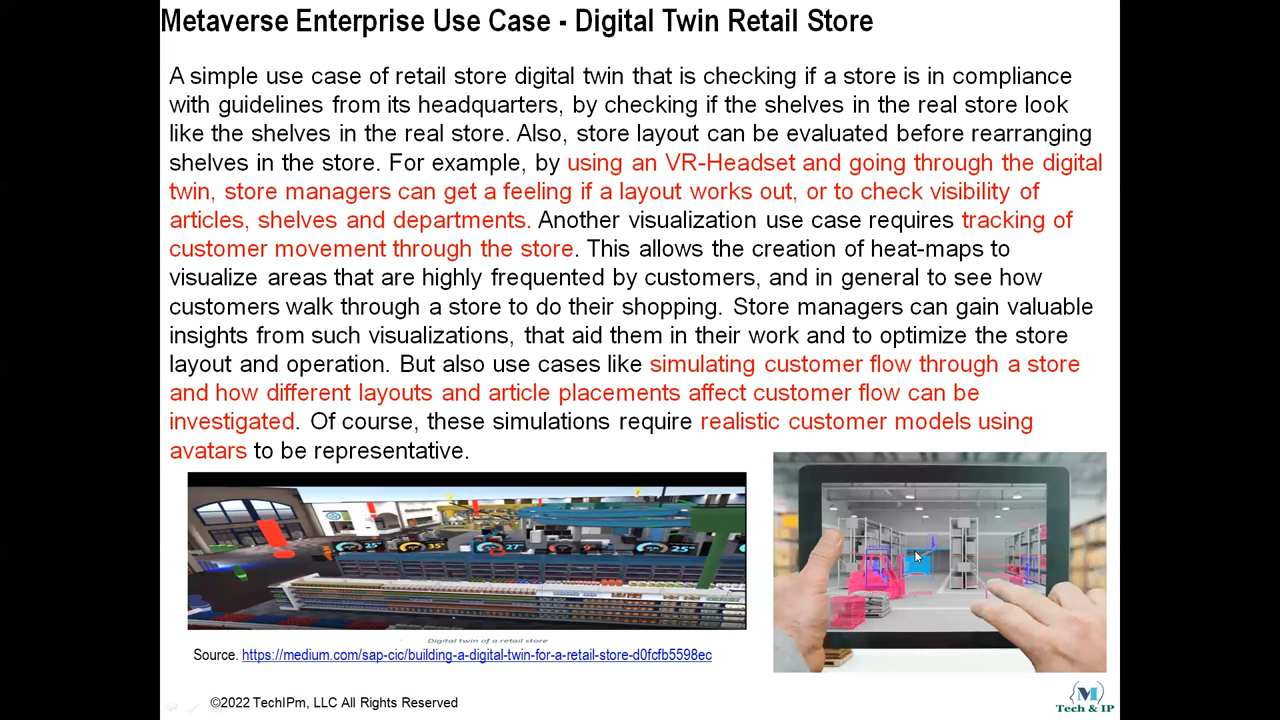 Metaverse Enterprise Use Case - Digital Twin Retail Store
A simple use case of retail store digital twin that is checking if a store is in compliance
with guidelines from its headquarters, by checking if the shelves in the real store look
like the shelves in the real store. Also, store layout can be evaluated before rearranging
shelves in the store. For example, by using an VR-Headset and going through the digital
twin, store managers can get a feeling if a layout works out, or to check visibility of
articles, shelves and departments. Another visualization use case requires tracking of
customer movement through the store. This allows the creation of heat-maps to
visualize areas that are highly frequented by customers, and in general to see how
customers walk through a store to do their shopping. Store managers can gain valuable
insights from such visualizations, that aid them in their work and to optimize the store
layout and operation. But also use cases like simulating customer flow through a store
and how different layouts and article placements affect customer flow can be
investigated. Of course, these simulations require realistic customer models using
avatars to be representative.
35°
27°
25°
Digital twin of a retail store
Source. https://medium.com/sap-cic/building-a-digital-twin-for-a-retail-store-d0fcfb5598ec
©2022 TechIPm, LLC All Rights Reserved
M
Tech & IP